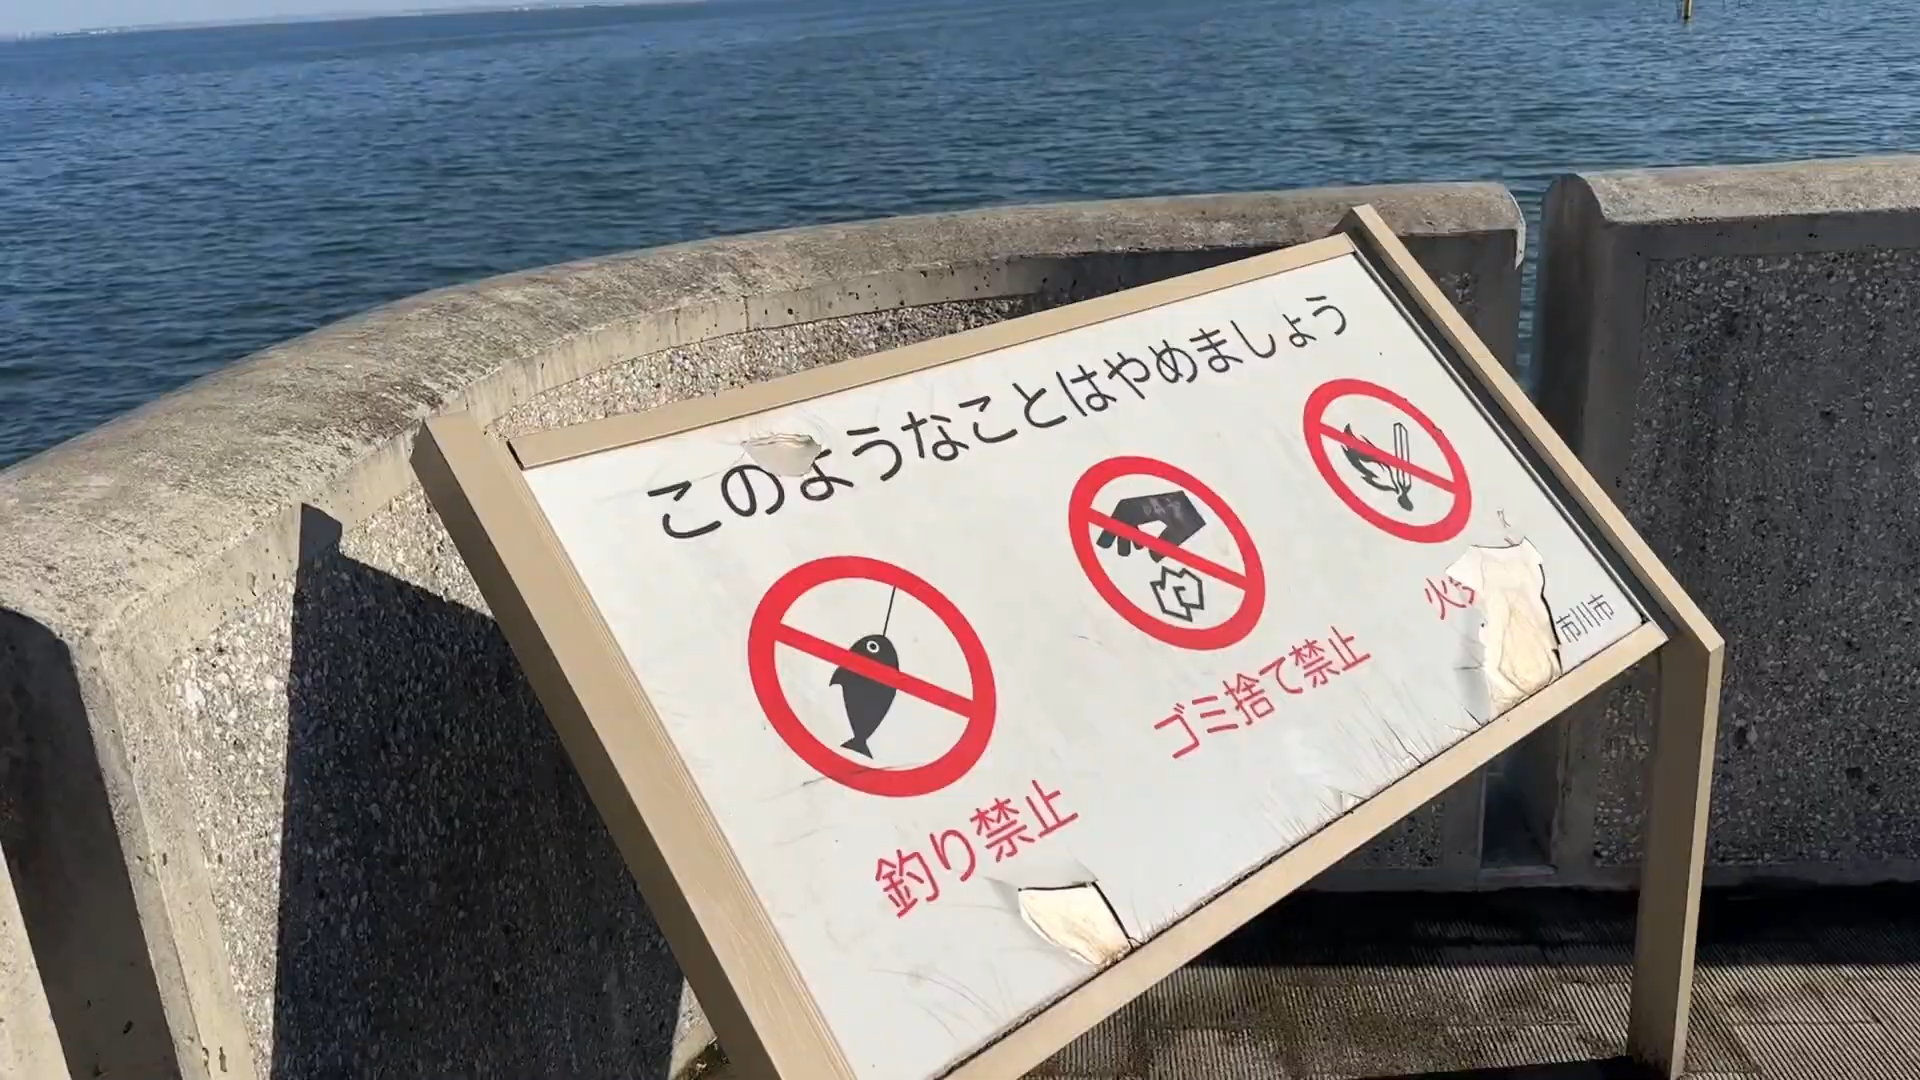 このようなことはやめましょう
釣り禁止
ゴミ捨て禁止
火
市川市